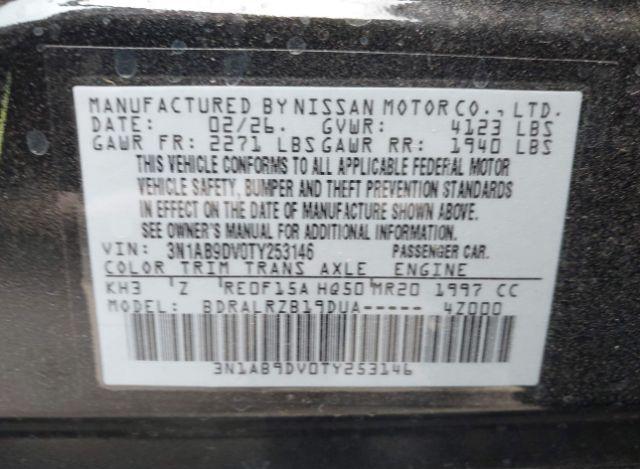 MANUFACTURED BY NISSAN MOTOR CO., LTD.
DATE: 02/26. GVWR: 4123 LBS
GAWR FR: 2271 LBS GAWR RR: 1940 LBS
THIS VEHICLE CONFORMS TO ALL APPLICABLE FEDERAL MOTOR
VEHICLE SAFETY, BUMPER AND THEFT PREVENTION STANDARDS
IN EFFECT ON THE DATE OF MANUFACTURE SHOWN ABOVE.
SEE OWNER'S MANUAL FOR ADDITIONAL INFORMATION.
VIN: 3N1AB9DV0TY253146 PASSENGER CAR.
COLOR TRIM TRANS AXLE ENGINE
KH3 Z RE0F15A HQ50 MR20 1997 CC
MODEL: BDRALRZB19DUA----- 4Z000
3N1AB9DV0TY253146